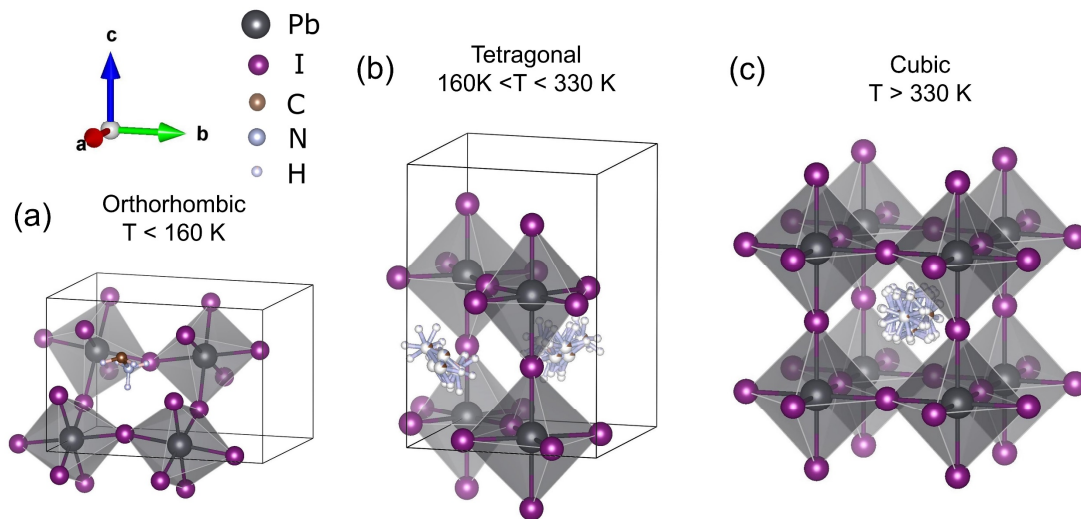 c
a
b
Pb
I
C
N
H
(a)
Orthorhombic
T < 160 K
(b)
Tetragonal
160K <T < 330 K
(c)
Cubic
T > 330 K